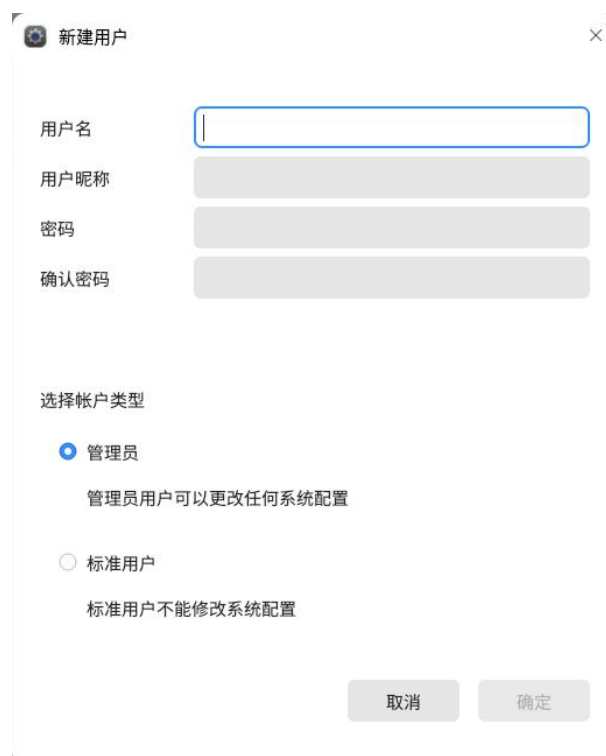 新建用户
用户名
用户昵称
密码
确认密码
选择帐户类型
管理员
管理员用户可以更改任何系统配置
标准用户
标准用户不能修改系统配置
取消 确定